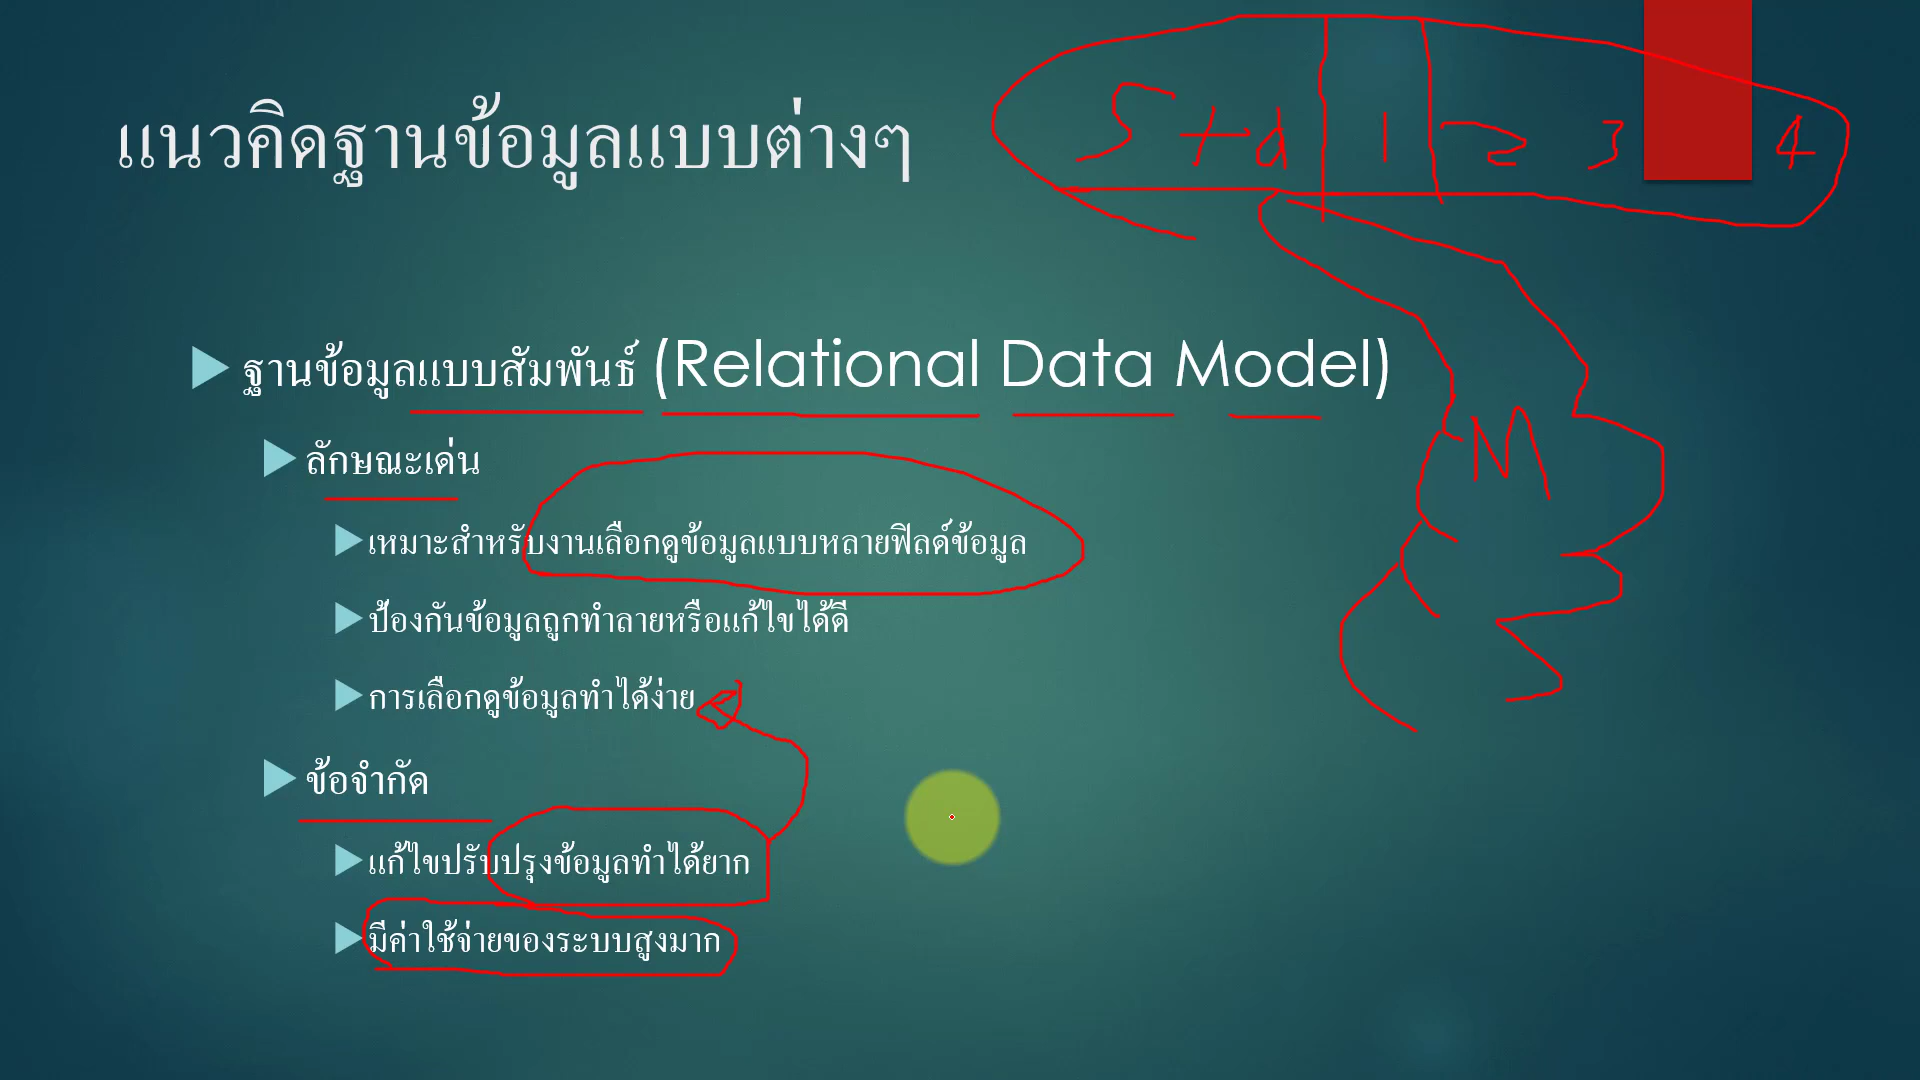 แนวคิดฐานข้อมูลแบบต่างๆ
Std 1 2 3 4
ฐานข้อมูลแบบสัมพันธ์ (Relational Data Model)
ลักษณะเด่น
M
เหมาะสำหรับงานเลือกดูข้อมูลแบบหลายฟิลด์ข้อมูล
ป้องกันข้อมูลถูกทำลายหรือแก้ไขได้ดี
การเลือกดูข้อมูลทำได้ง่าย
ข้อจำกัด
แก้ไขปรับปรุงข้อมูลทำได้ยาก
มีค่าใช้จ่ายของระบบสูงมาก